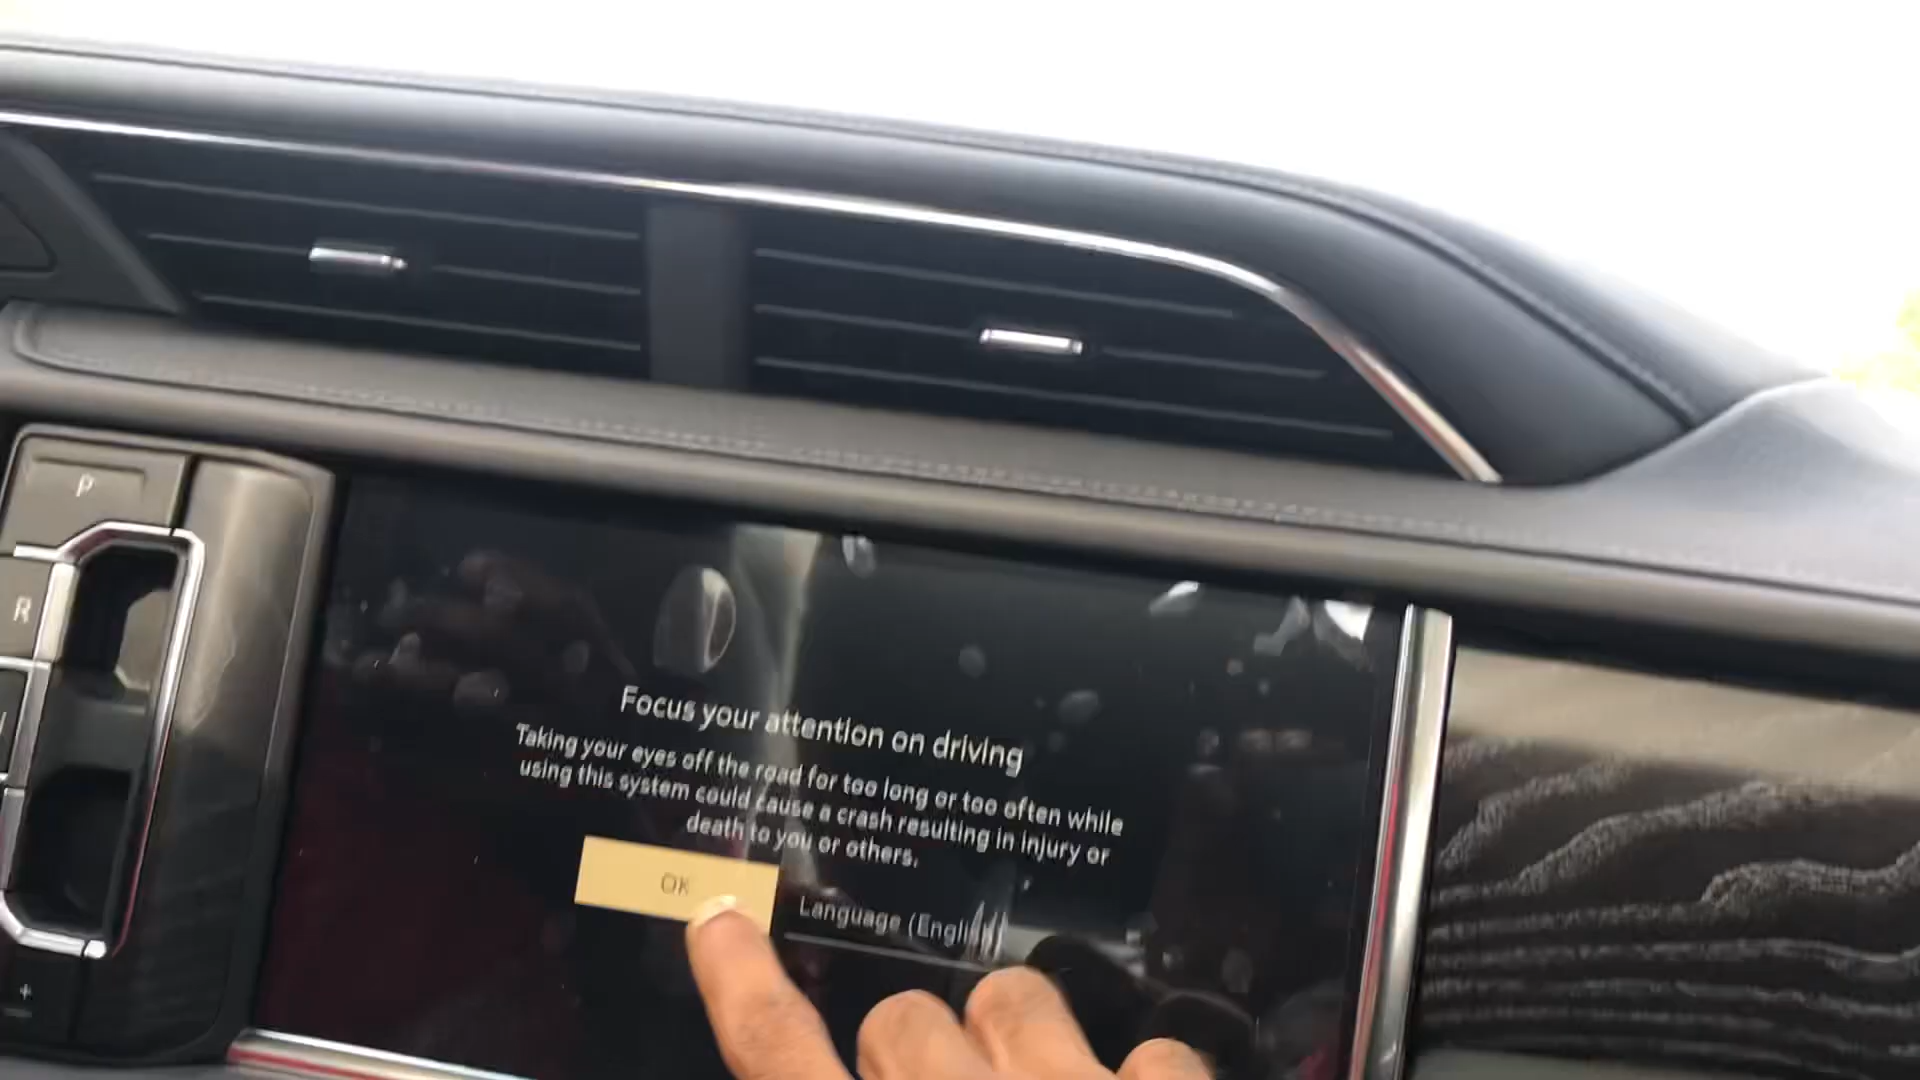 P
R
Focus your attention on driving
Taking your eyes off the road for too long or too often while
using this system could cause a crash resulting in injury or
death to you or others.
OK
Language (English)
+